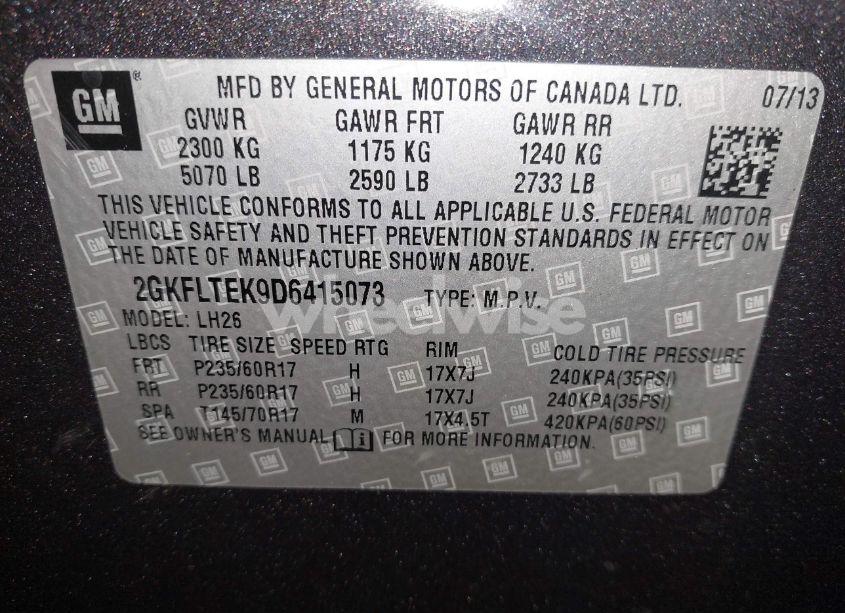 GM ® MFD BY GENERAL MOTORS OF CANADA LTD. 07/13
GVWR GAWR FRT GAWR RR
2300 KG 1175 KG 1240 KG
5070 LB 2590 LB 2733 LB
THIS VEHICLE CONFORMS TO ALL APPLICABLE U.S. FEDERAL MOTOR
VEHICLE SAFETY AND THEFT PREVENTION STANDARDS IN EFFECT ON
THE DATE OF MANUFACTURE SHOWN ABOVE.
2GKFLTEK9D6415073 TYPE: M.P.V.
wheelwise
MODEL: LH26
LBCS TIRE SIZE SPEED RTG RIM COLD TIRE PRESSURE
FRT P235/60R17 H 17X7J 240KPA(35PSI)
RR P235/60R17 H 17X7J 240KPA(35PSI)
SPA T145/70R17 M 17X4.5T 420KPA(60PSI)
SEE OWNER'S MANUAL FOR MORE INFORMATION.